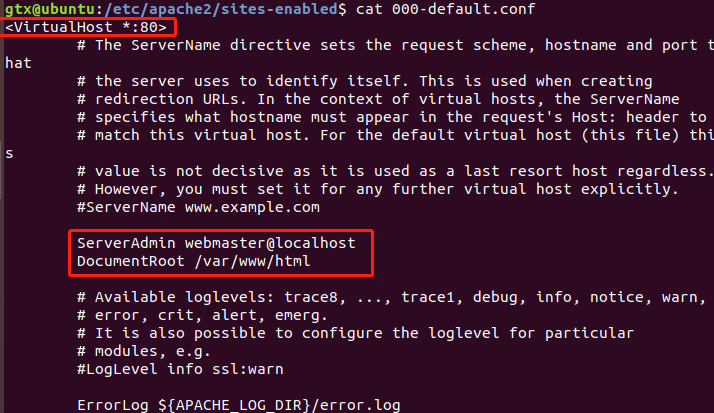 gtx@ubuntu:/etc/apache2/sites-enabled$ cat 000-default.conf
<VirtualHost *:80>
# The ServerName directive sets the request scheme, hostname and port t
hat
# the server uses to identify itself. This is used when creating
# redirection URLs. In the context of virtual hosts, the ServerName
# specifies what hostname must appear in the request's Host: header to
# match this virtual host. For the default virtual host (this file) thi
s
# value is not decisive as it is used as a last resort host regardless.
# However, you must set it for any further virtual host explicitly.
#ServerName www.example.com
ServerAdmin webmaster@localhost
DocumentRoot /var/www/html
# Available loglevels: trace8, ..., trace1, debug, info, notice, warn,
# error, crit, alert, emerg.
# It is also possible to configure the loglevel for particular
# modules, e.g.
#LogLevel info ssl:warn
ErrorLog ${APACHE_LOG_DIR}/error.log